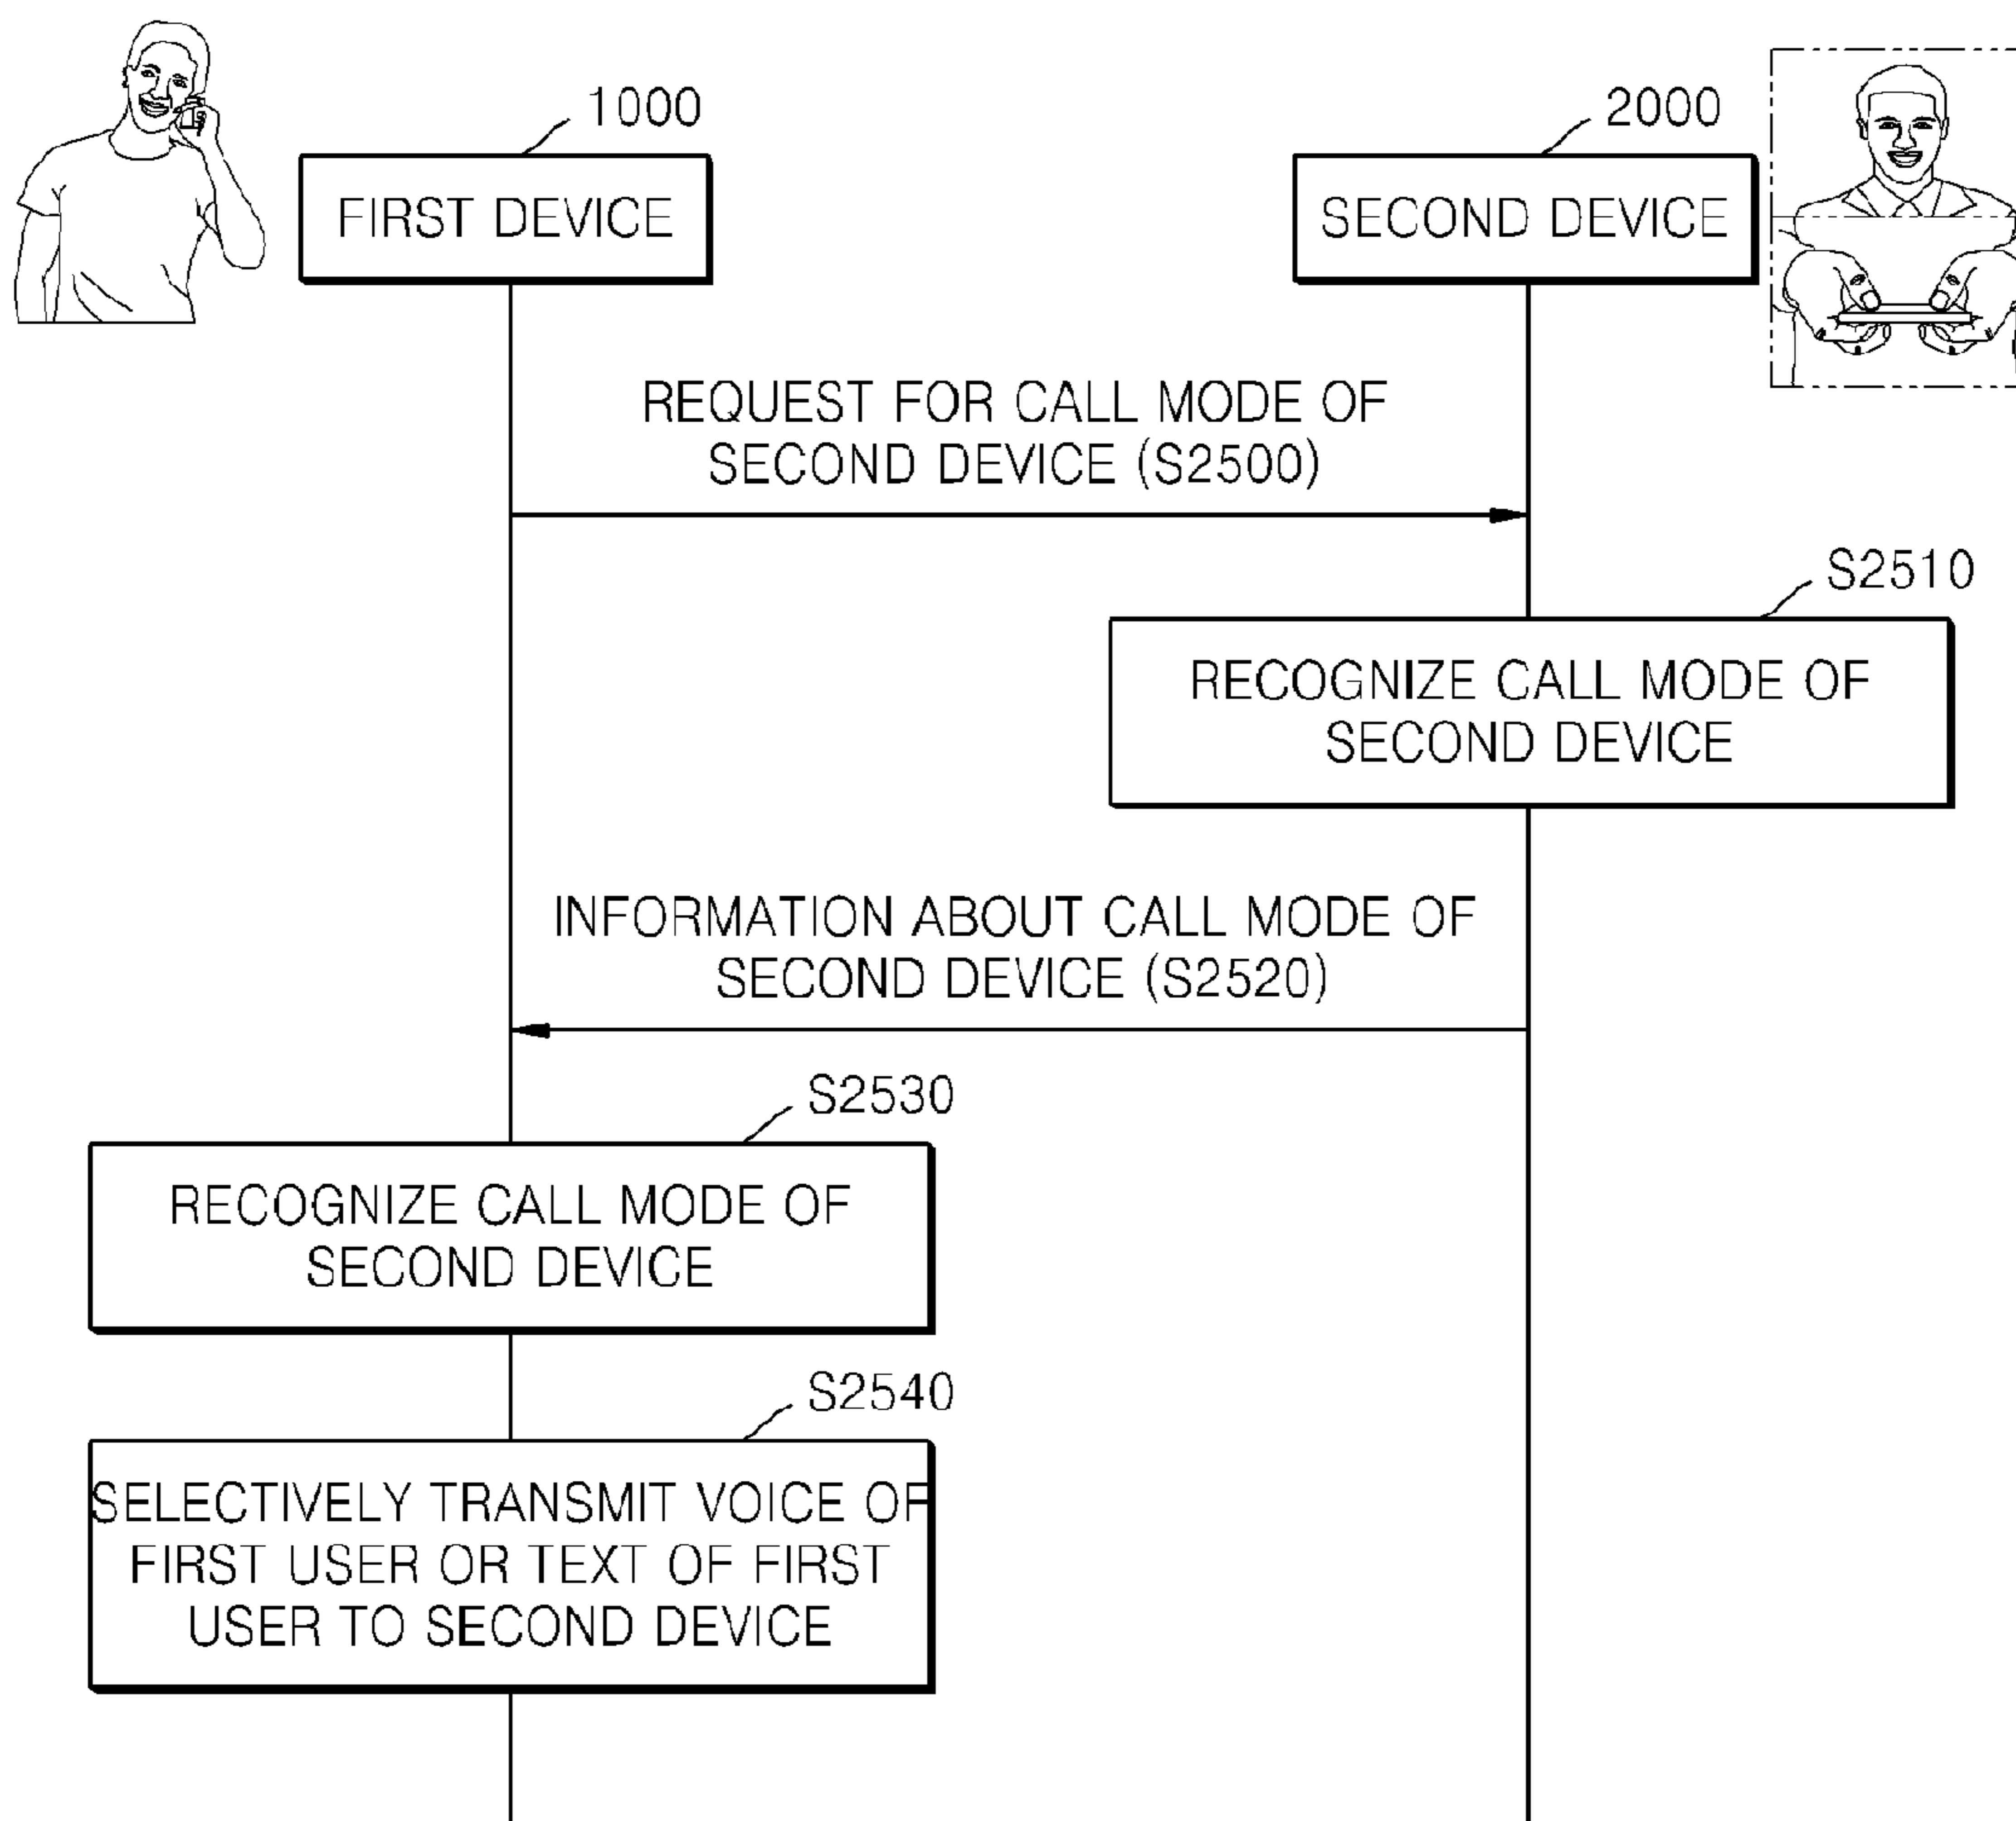 1000
2000
FIRST DEVICE
SECOND DEVICE
REQUEST FOR CALL MODE OF
SECOND DEVICE (S2500)
S2510
RECOGNIZE CALL MODE OF
SECOND DEVICE
INFORMATION ABOUT CALL MODE OF
SECOND DEVICE (S2520)
S2530
RECOGNIZE CALL MODE OF
SECOND DEVICE
S2540
SELECTIVELY TRANSMIT VOICE OF
FIRST USER OR TEXT OF FIRST
USER TO SECOND DEVICE